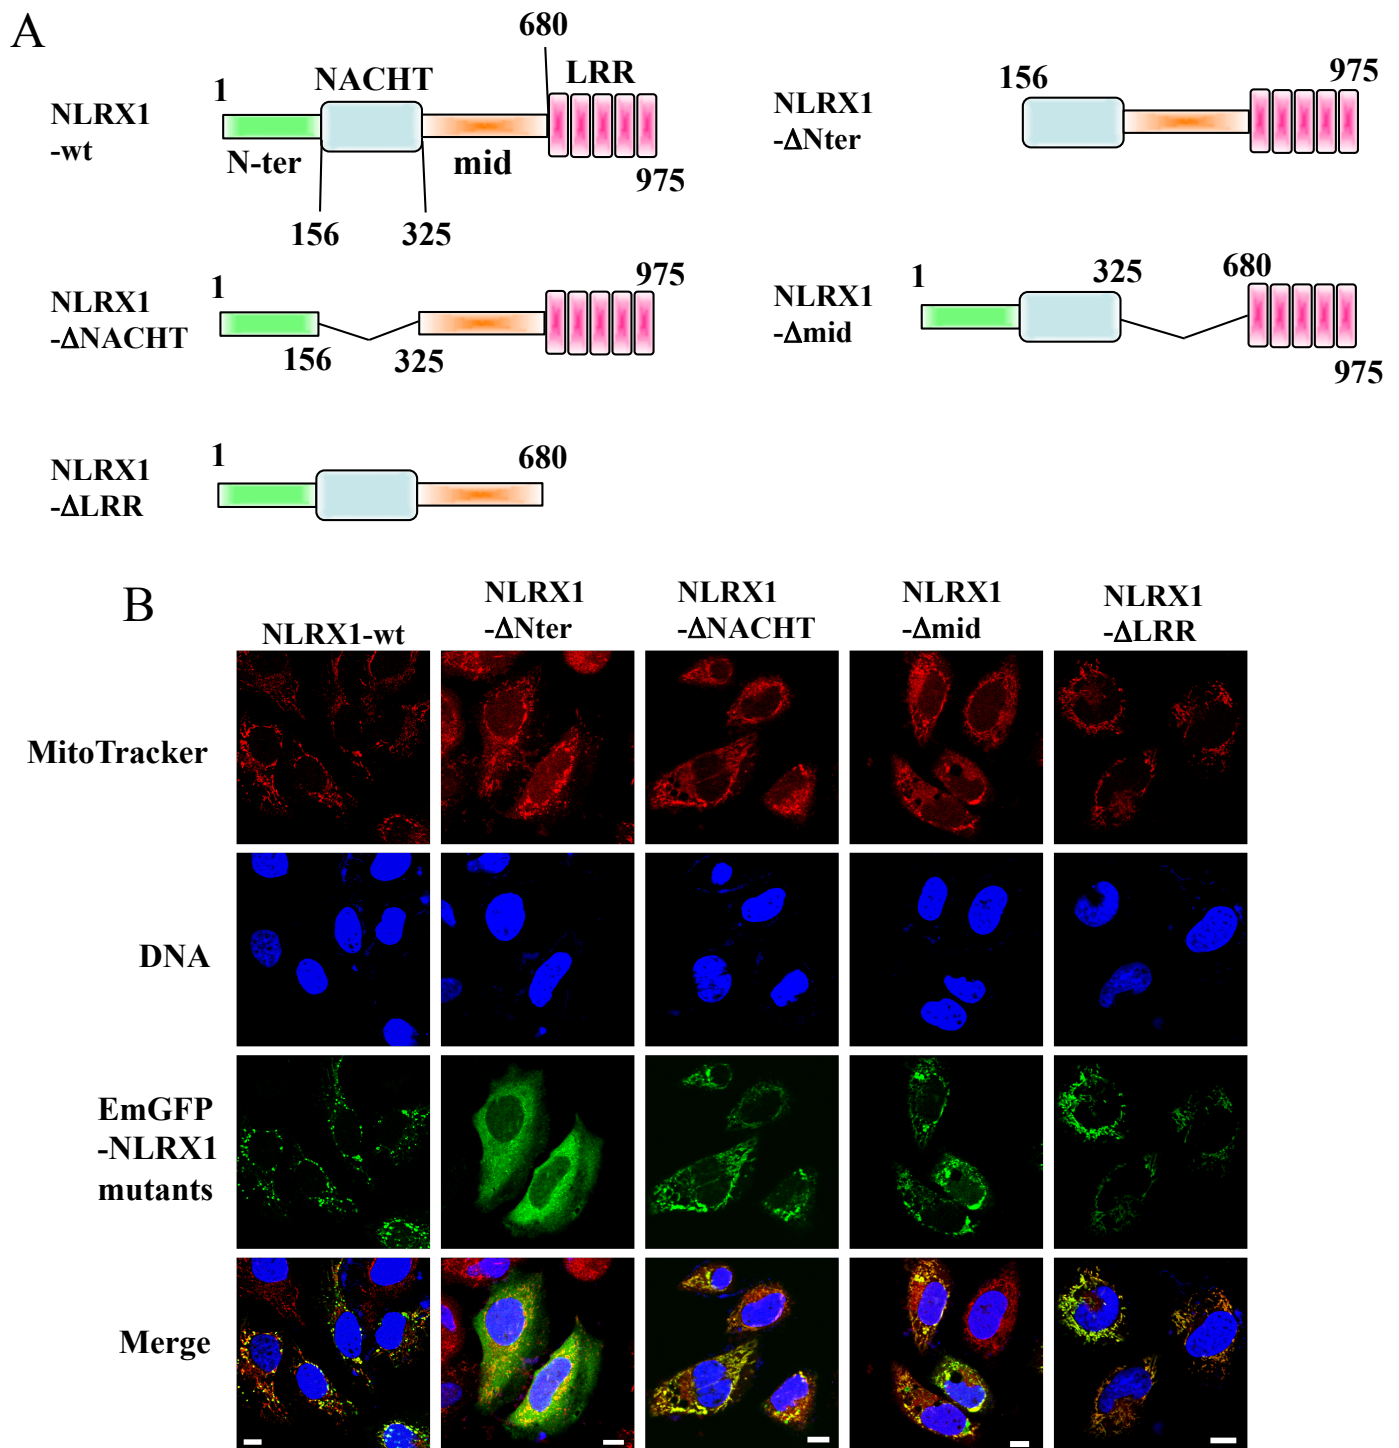 A
680
1
NACHT
LRR
NLRX1
-wt
N-ter
mid
975
156
325
156
975
NLRX1
-ΔNter
NLRX1
-ΔNACHT
1
156
325
975
NLRX1
-Δmid
1
325
680
975
NLRX1
-ΔLRR
1
680
B
NLRX1-wt
NLRX1
-ΔNter
NLRX1
-ΔNACHT
NLRX1
-Δmid
NLRX1
-ΔLRR
MitoTracker
DNA
EmGFP
-NLRX1
mutants
Merge